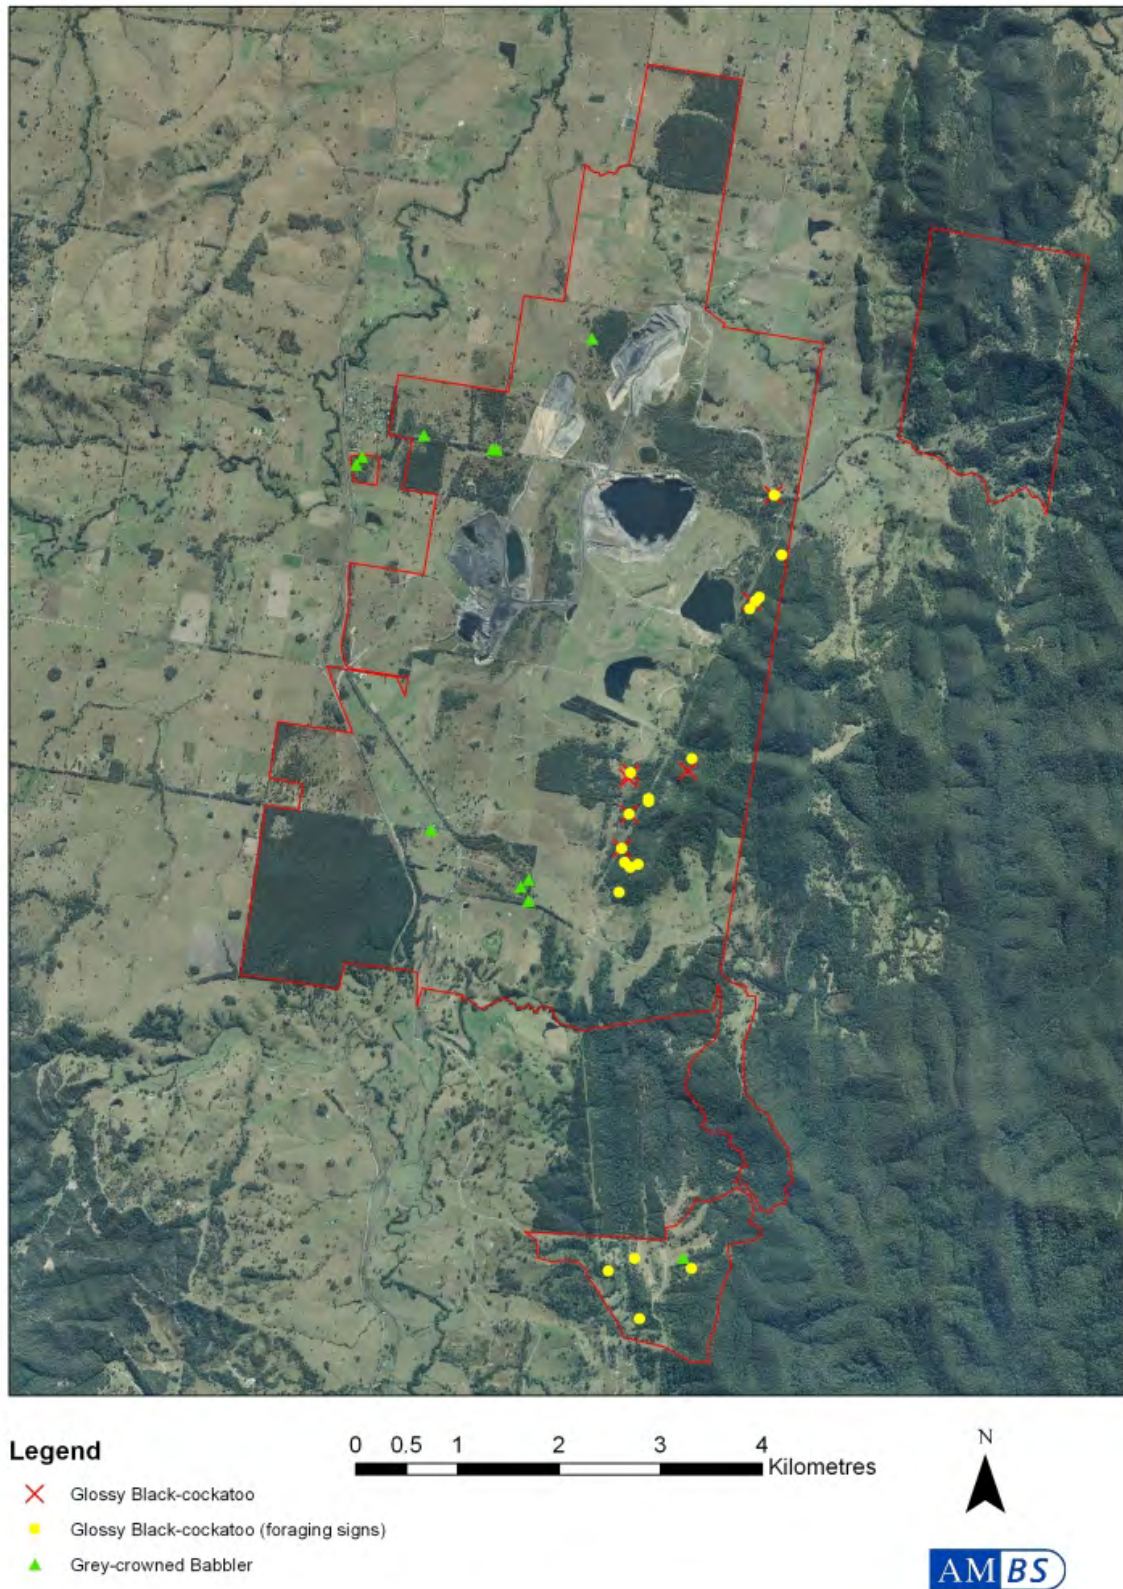 Legend
Glossy Black-cockatoo
Glossy Black-cockatoo (foraging signs)
Grey-crowned Babbler
0 0.5 1 2 3 4
Kilometres
N
AMBS